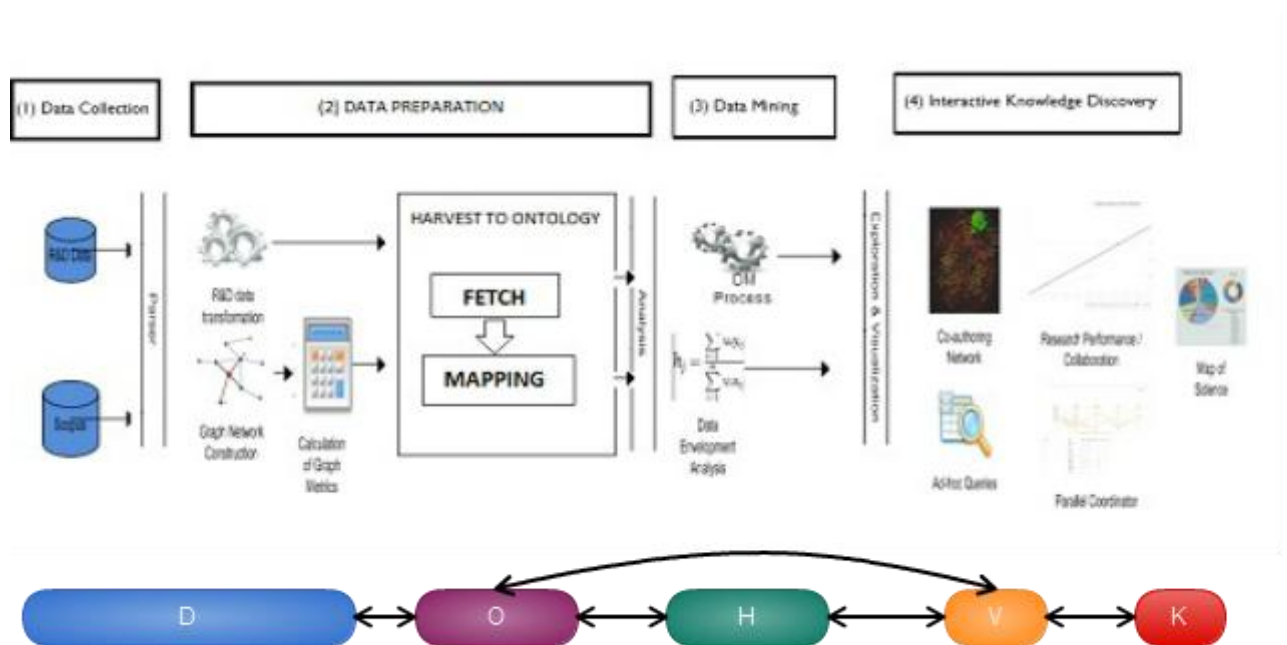 (1) Data Collection
(2) DATA PREPARATION
(3) Data Mining
(4) Interactive Knowledge Discovery
R&D Data
Scopus
Parser
R&D data
transfomation
Graph Network
Construction
Calculation
of Graph
Metrics
HARVEST TO ONTOLOGY
FETCH
MAPPING
Analysis
DM
Process
Data
Envelopment
Analysis
Exploration & Visualization
Co-authoring
Network
Research Performance /
Collaboration
Map of
Science
Ad-hoc Queries
Parallel Coordinator
D
O
H
V
K